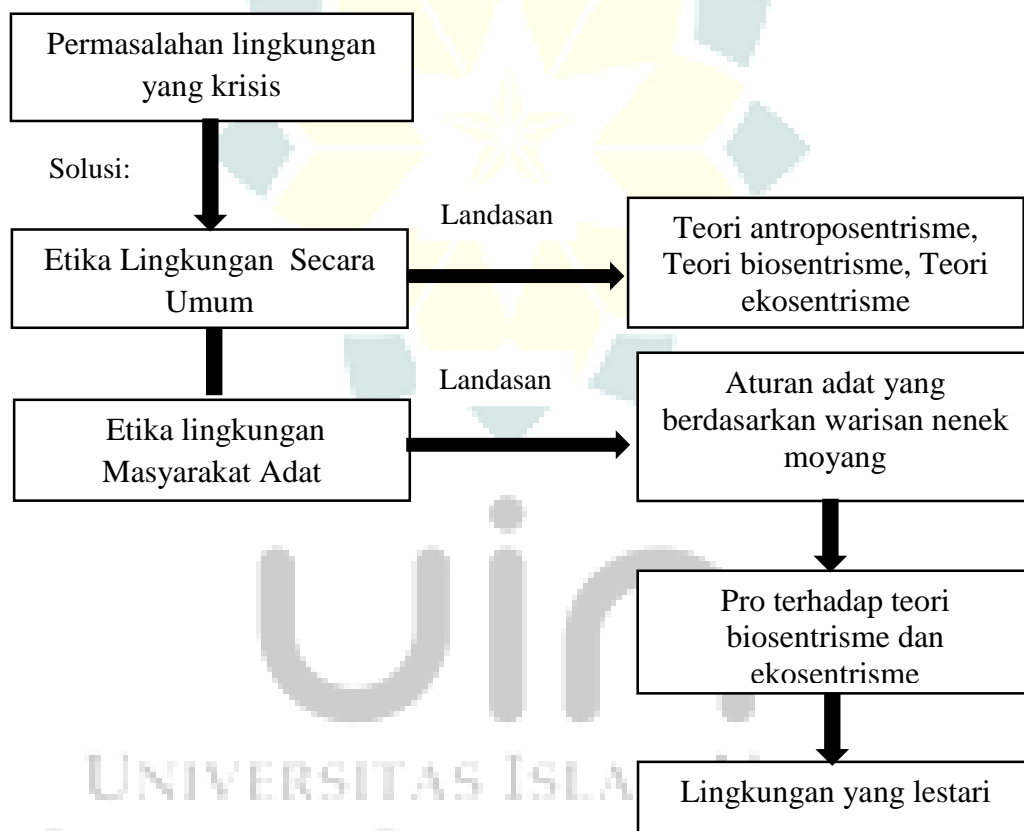 Permasalahan lingkungan
yang krisis
Solusi:
Etika Lingkungan Secara
Umum
Landasan
Teori antroposentrisme,
Teori biosentrisme, Teori
ekosentrisme
Etika lingkungan
Masyarakat Adat
Landasan
Aturan adat yang
berdasarkan warisan nenek
moyang
Pro terhadap teori
biosentrisme dan
ekosentrisme
Lingkungan yang lestari
uin
UNIVERSITAS ISLA